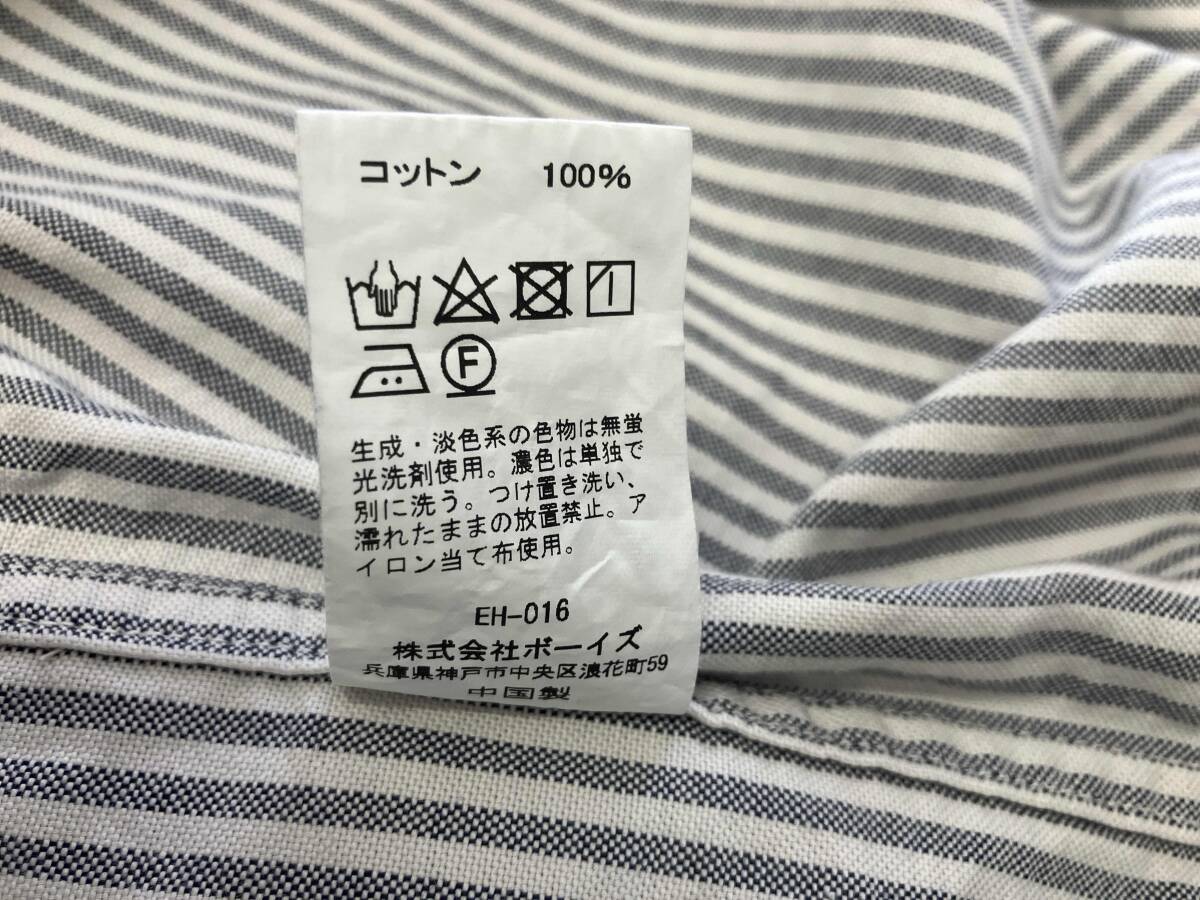 コットン 100%
F
生成・淡色系の色物は無蛍
光洗剤使用。濃色は単独で
別に洗う。つけ置き洗い、
濡れたままの放置禁止。ア
イロン当て布使用。
EH-016
株式会社ボーイズ
兵庫県神戸市中央区浪花町59
中国製